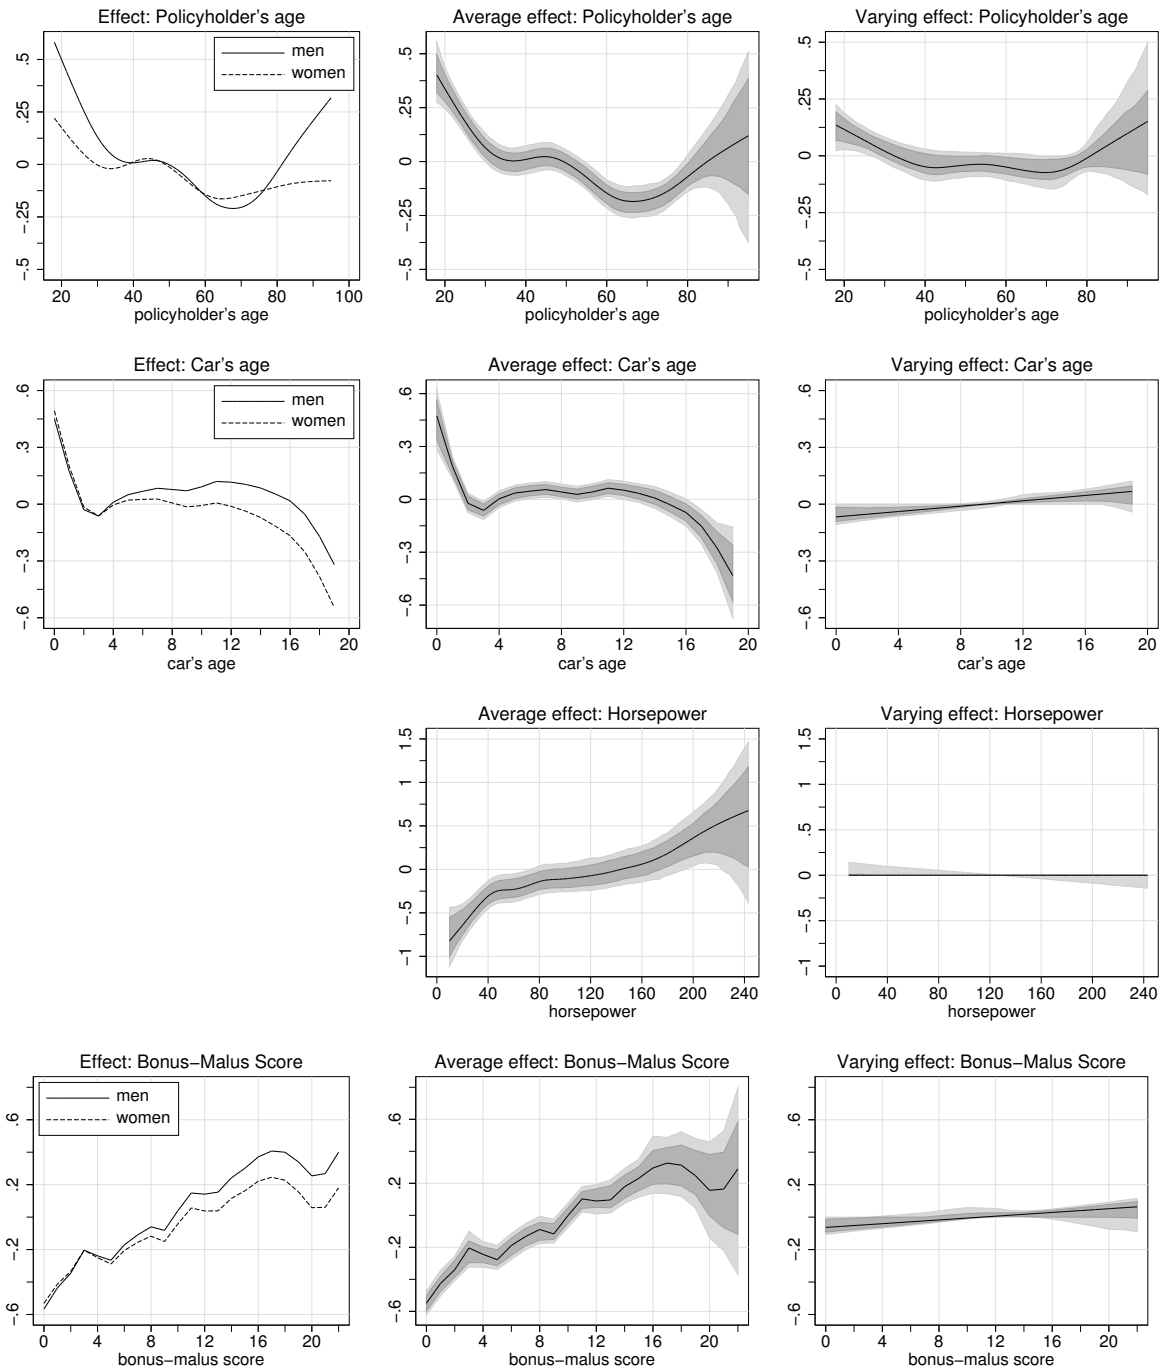 Effect: Policyholder's age
men
women
.5
.25
0
−.25
−.5
20 40 60 80 100
policyholder's age
Average effect: Policyholder's age
.5
.25
0
−.25
−.5
20 40 60 80
policyholder's age
Varying effect: Policyholder's age
.5
.25
0
−.25
−.5
20 40 60 80
policyholder's age
Effect: Car's age
men
women
.6
.3
0
−.3
−.6
0 4 8 12 16 20
car's age
Average effect: Car's age
.6
.3
0
−.3
−.6
0 4 8 12 16 20
car's age
Varying effect: Car's age
.6
.3
0
−.3
−.6
0 4 8 12 16 20
car's age
Average effect: Horsepower
1.5
1
.5
0
−.5
−1
0 40 80 120 160 200 240
horsepower
Varying effect: Horsepower
1.5
1
.5
0
−.5
−1
0 40 80 120 160 200 240
horsepower
Effect: Bonus−Malus Score
men
women
.6
.2
−.2
−.6
0 4 8 12 16 20
bonus−malus score
Average effect: Bonus−Malus Score
.6
.2
−.2
−.6
0 4 8 12 16 20
bonus−malus score
Varying effect: Bonus−Malus Score
.6
.2
−.2
−.6
0 4 8 12 16 20
bonus−malus score